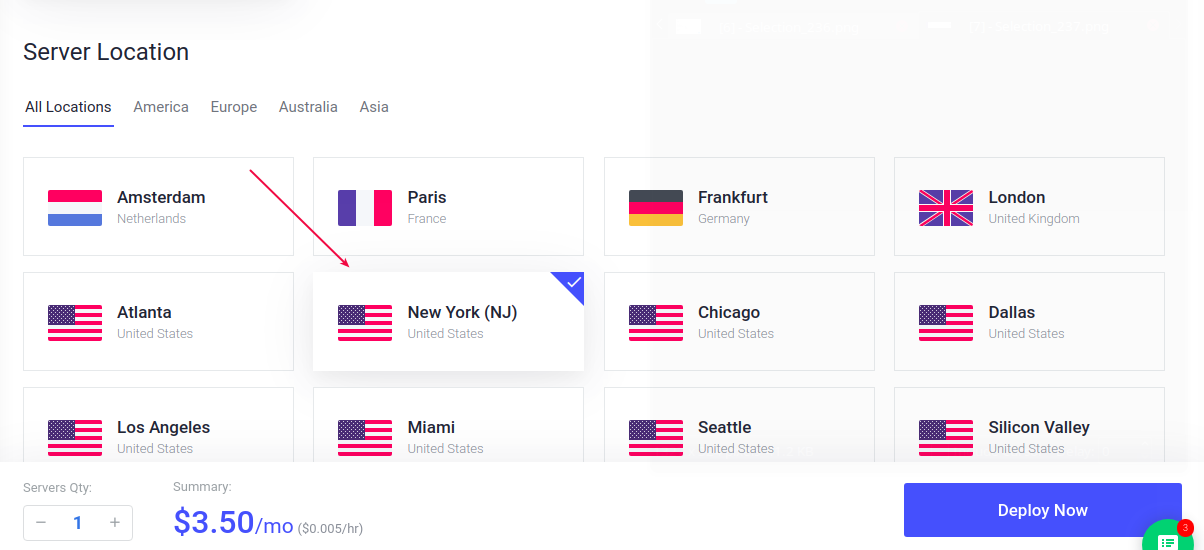 Server Location
All Locations America Europe Australia Asia
Amsterdam
Netherlands
Paris
France
Frankfurt
Germany
London
United Kingdom
Atlanta
United States
New York (NJ)
United States
Chicago
United States
Dallas
United States
Los Angeles
United States
Miami
United States
Seattle
United States
Silicon Valley
United States
Servers Qty:
− 1 +
Summary:
$3.50/mo ($0.005/hr)
Deploy Now
3